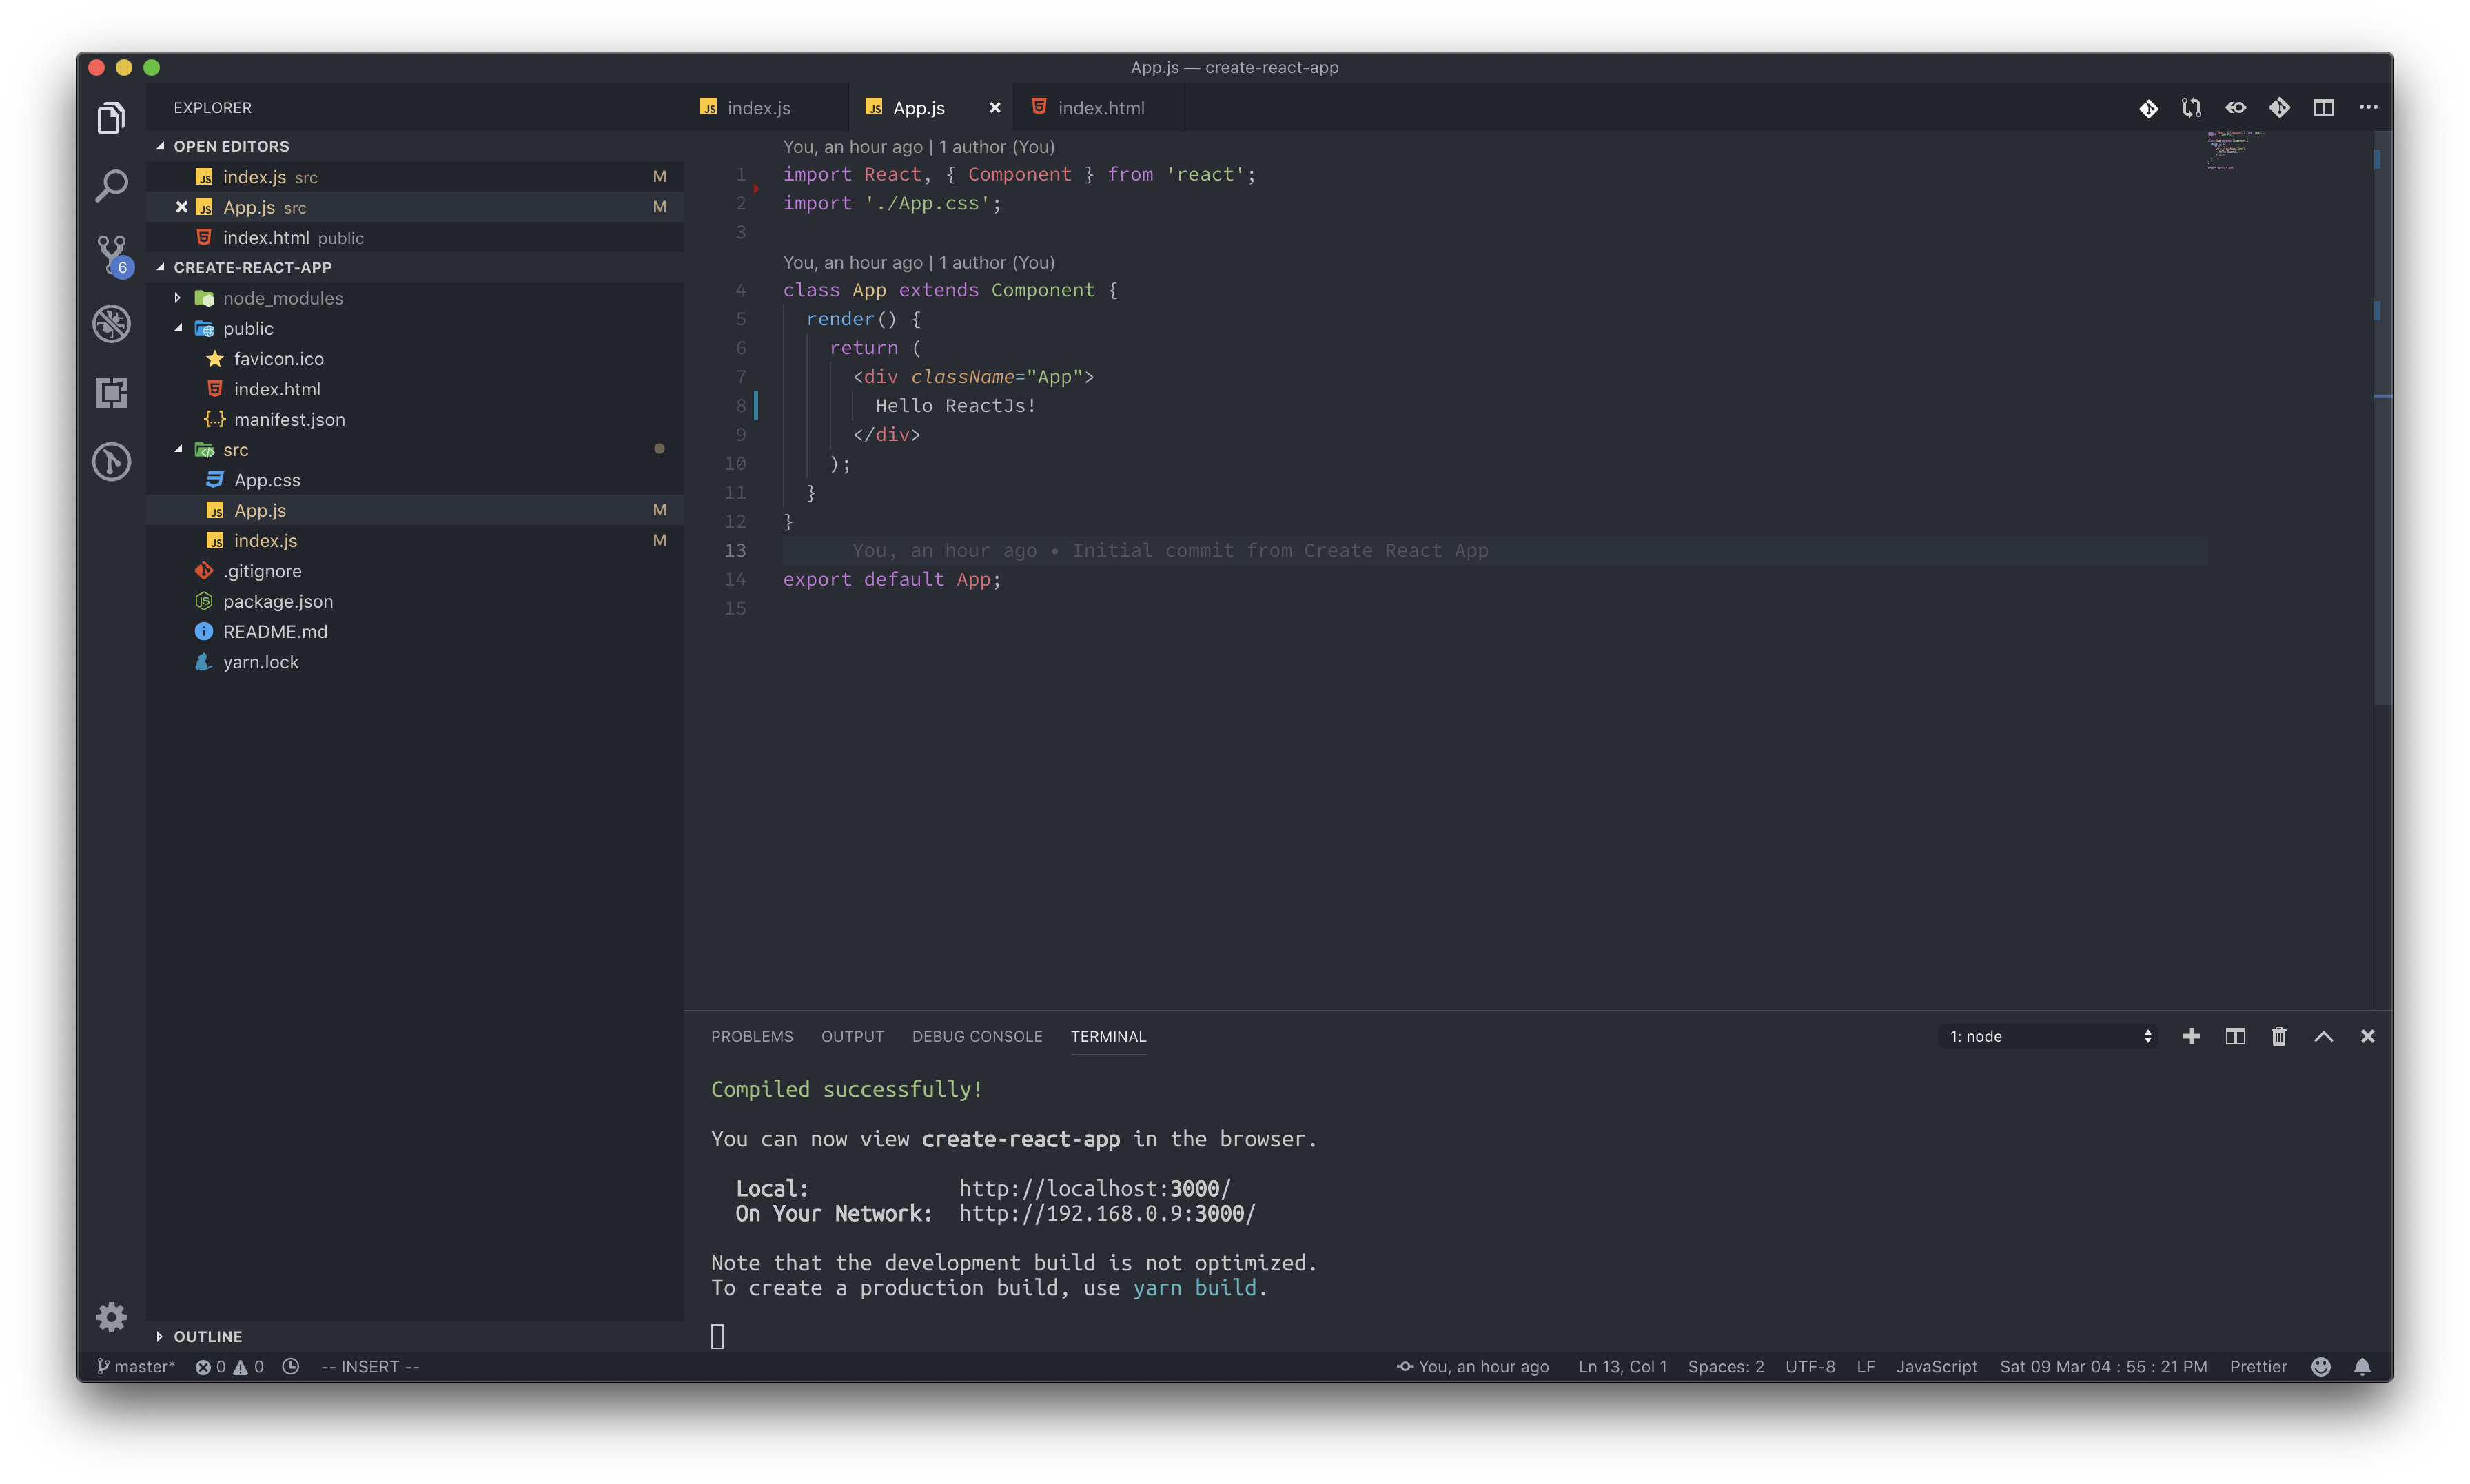 App.js — create-react-app
EXPLORER
OPEN EDITORS
index.js src M
App.js src M
index.html public
CREATE-REACT-APP
node_modules
public
favicon.ico
index.html
manifest.json
src
App.css
App.js M
index.js M
.gitignore
package.json
README.md
yarn.lock
OUTLINE
6
index.js
App.js
index.html
You, an hour ago | 1 author (You)
1 import React, { Component } from 'react';
2 import './App.css';
3
You, an hour ago | 1 author (You)
4 class App extends Component {
5 render() {
6 return (
7 <div className="App">
8 Hello ReactJs!
9 </div>
10 );
11 }
12 }
13 You, an hour ago • Initial commit from Create React App
14 export default App;
15
PROBLEMS OUTPUT DEBUG CONSOLE TERMINAL 1: node
Compiled successfully!
You can now view create-react-app in the browser.
Local: http://localhost:3000/
On Your Network: http://192.168.0.9:3000/
Note that the development build is not optimized.
To create a production build, use yarn build.
master* 0 0 -- INSERT -- You, an hour ago Ln 13, Col 1 Spaces: 2 UTF-8 LF JavaScript Sat 09 Mar 04 : 55 : 21 PM Prettier